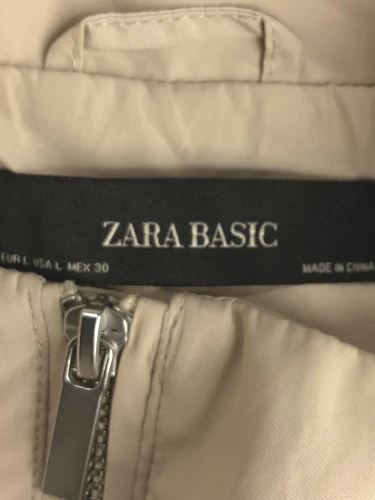 ZARA BASIC
EUR L USA L MEX 30
MADE IN CHINA